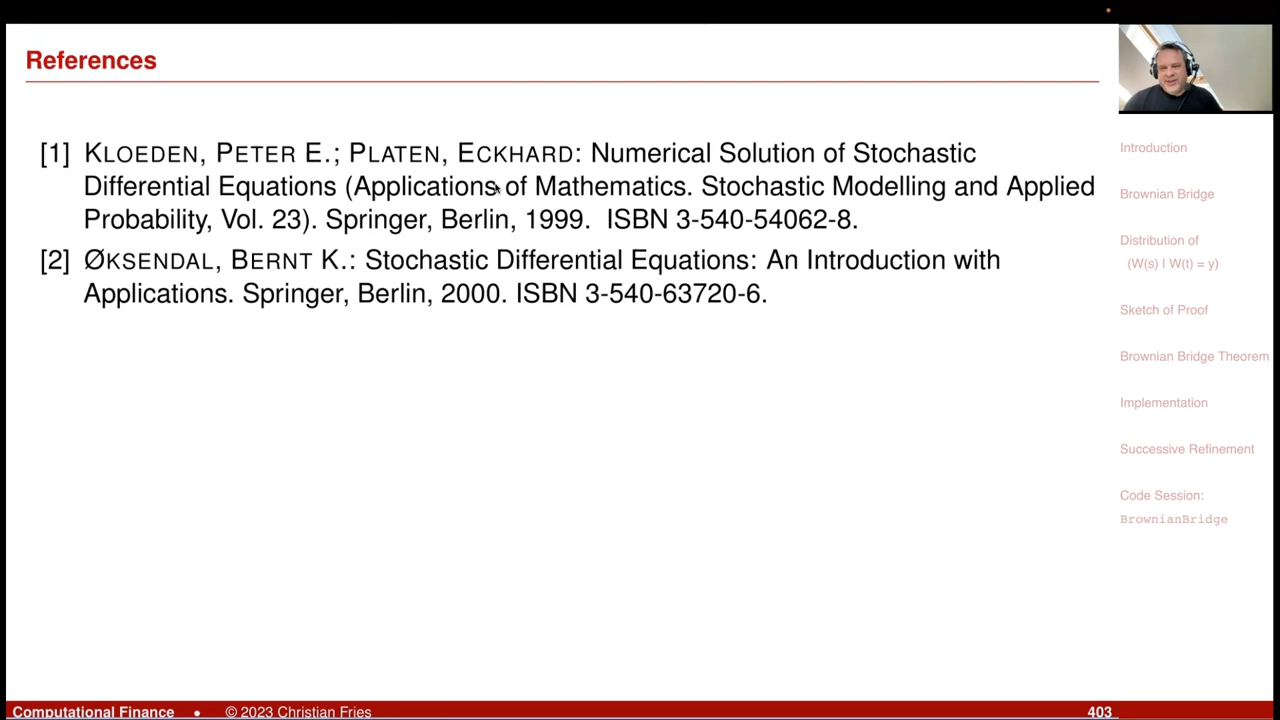 References
[1] KLOEDEN, PETER E.; PLATEN, ECKHARD: Numerical Solution of Stochastic
Differential Equations (Applications of Mathematics. Stochastic Modelling and Applied
Probability, Vol. 23). Springer, Berlin, 1999. ISBN 3-540-54062-8.
[2] ØKSENDAL, BERNT K.: Stochastic Differential Equations: An Introduction with
Applications. Springer, Berlin, 2000. ISBN 3-540-63720-6.
Introduction
Brownian Bridge
Distribution of
(W(s) | W(t) = y)
Sketch of Proof
Brownian Bridge Theorem
Implementation
Successive Refinement
Code Session:
BrownianBridge
Computational Finance • © 2023 Christian Fries 403